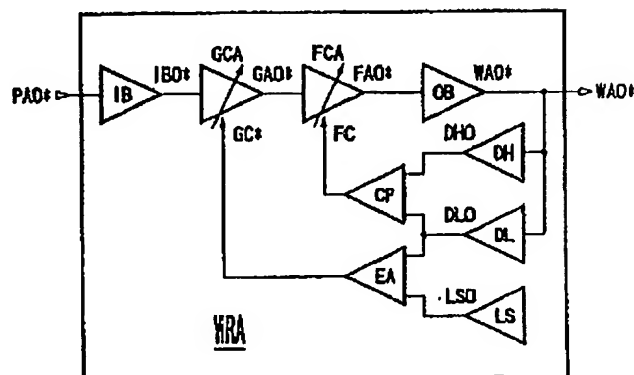 GCA FCA
IBO* GAO* FAO* WAO*
PAO* IB OB WAO*
GC* FC DHO DH
CP
DLO DL
EA
LSO LS
WRA